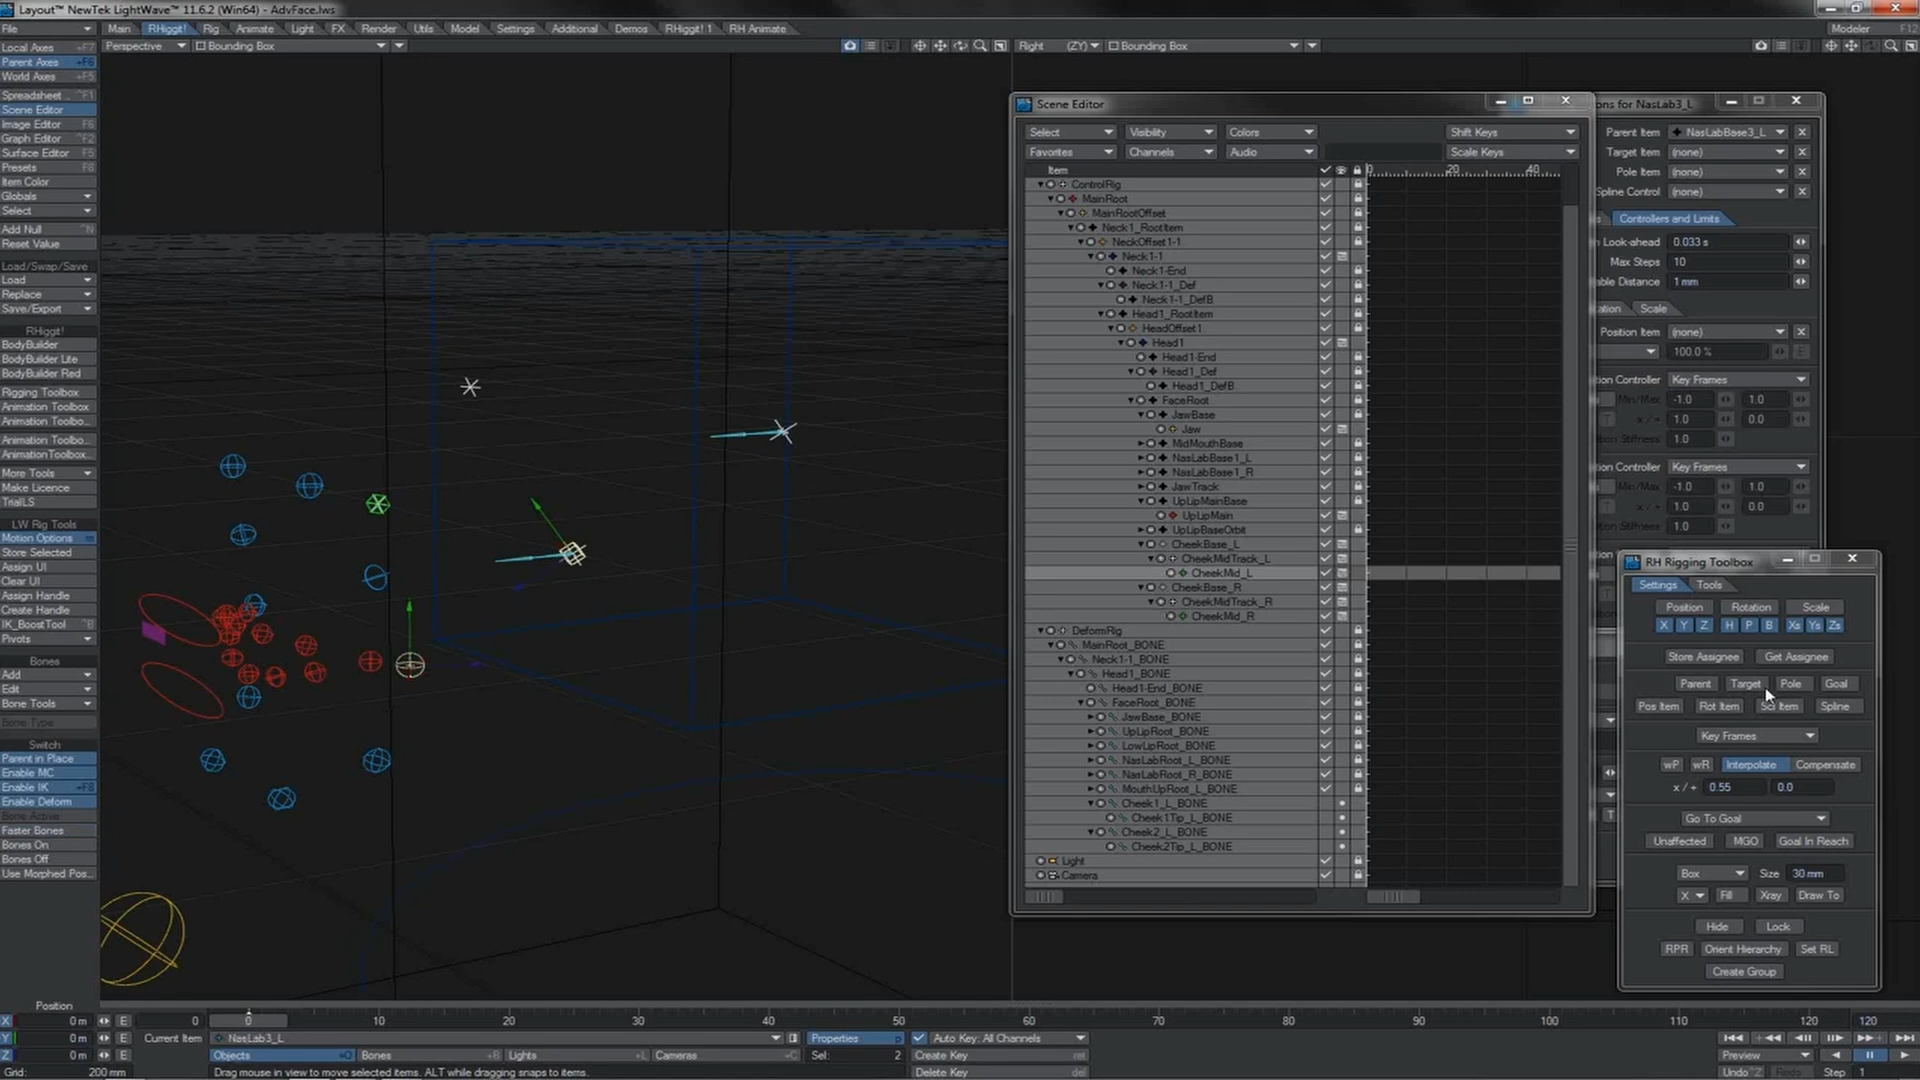 Layout™ NewTek LightWave™ 11.6.2 (Win64) - AdvFace.lws
File Main RHiggit! Rig Animate Light FX Render Utils Model Settings Additional Demos RHiggit! 1 RH Animate Modeler F12
Perspective Bounding Box Right (ZY) Bounding Box
Local Axes +F7
Parent Axes +F6
World Axes +F5
Spreadsheet... ^F1
Scene Editor
Image Editor F6
Graph Editor ^F2
Surface Editor F5
Presets F8
Item Color
Globals
Select
Add Null ^N
Reset Value
Load/Swap/Save
Load
Replace
Save/Export
RHiggit!
BodyBuilder
BodyBuilder Lite
BodyBuilder Red
Rigging Toolbox
Animation Toolbox
Animation Toolbo...
Animation Toolbo...
AnimationToolbox...
More Tools
Make Licence
TrialLS
LW Rig Tools
Motion Options
Store Selected
Assign UI
Clear UI
Assign Handle
Create Handle
IK_BoostTool ^B
Pivots
Bones
Add
Edit
Bone Tools
Bone Type
Switch
Parent in Place
Enable MC
Enable IK +F8
Enable Deform
Bone Active
Faster Bones
Bones On
Bones Off
Use Morphed Pos...
Scene Editor
Select Visibility Colors Shift Keys
Favorites Channels Audio Scale Keys
Item 0 20 40
ControlRig
MainRoot
MainRootOffset
Neck1_RootItem
NeckOffset1-1
Neck1-1
Neck1-End
Neck1-1_Def
Neck1-1_DefB
Head1_RootItem
HeadOffset1
Head1
Head1-End
Head1_Def
Head1_DefB
FaceRoot
JawBase
Jaw
MidMouthBase
NasLabBase1_L
NasLabBase1_R
JawTrack
UpLipMainBase
UpLipMain
UpLipBaseOrbit
CheekBase_L
CheekMidTrack_L
CheekMid_L
CheekBase_R
CheekMidTrack_R
CheekMid_R
DeformRig
MainRoot_BONE
Neck1-1_BONE
Head1_BONE
Head1-End_BONE
FaceRoot_BONE
JawBase_BONE
UpLipRoot_BONE
LowLipRoot_BONE
NasLabRoot_L_BONE
NasLabRoot_R_BONE
MouthUpRoot_L_BONE
Cheek1_L_BONE
Cheek1Tip_L_BONE
Cheek2_L_BONE
Cheek2Tip_L_BONE
Light
Camera
ons for NasLab3_L
Parent Item NasLabBase3_L
Target Item (none)
Pole Item (none)
Spline Control (none)
Controllers and Limits
Look-ahead 0.033 s
Max Steps 10
able Distance 1 mm
ation Scale
Position Item (none)
100.0 %
ion Controller Key Frames
Min/Max -1.0 1.0
x / + 1.0 0.0
tion Stiffness 1.0
ion Controller Key Frames
-1.0 1.0
1.0 0.0
1.0
RH Rigging Toolbox
Settings Tools
Position Rotation Scale
X Y Z H P B Xs Ys Zs
Store Assignee Get Assignee
Parent Target Pole Goal
Pos Item Rot Item Scl Item Spline
Key Frames
wP wR Interpolate Compensate
x / + 0.55 0.0
Go To Goal
Unaffected MGO Goal In Reach
Box Size 30 mm
X Fill Xray Draw To
Hide Lock
RPR Orient Hierarchy Set RL
Create Group
Position
X 0 m E 0 0 10 20 30 40 50 60 70 80 90 100 110 120 120
Y 0 m E Current Item NasLab3_L Properties p Auto Key: All Channels
Z 0 m E Objects +O Bones +B Lights +L Cameras +C Sel: 2 Create Key ret Preview
Grid: 200 mm Drag mouse in view to move selected items. ALT while dragging snaps to items. Delete Key del Undo ^Z Redo Step 1